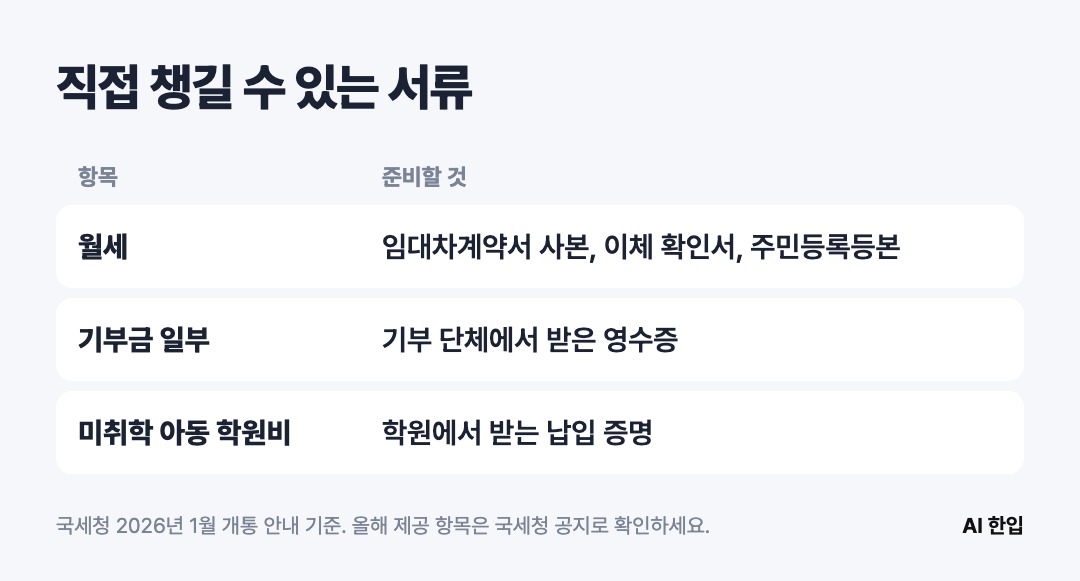 직접 챙길 수 있는 서류
항목 준비할 것
월세 임대차계약서 사본, 이체 확인서, 주민등록등본
기부금 일부 기부 단체에서 받은 영수증
미취학 아동 학원비 학원에서 받는 납입 증명
국세청 2026년 1월 개통 안내 기준. 올해 제공 항목은 국세청 공지로 확인하세요. AI 한입